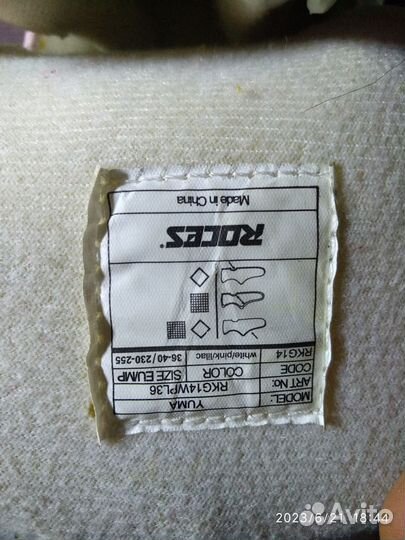 MODEL: YUMA
ART No: RKG14WPL36
CODE COLOR SIZE EU/MP
RKG14 white/pink/lilac 36-40 /230-255
ROCES
Made in China
2023/6/21 18:44
Avito